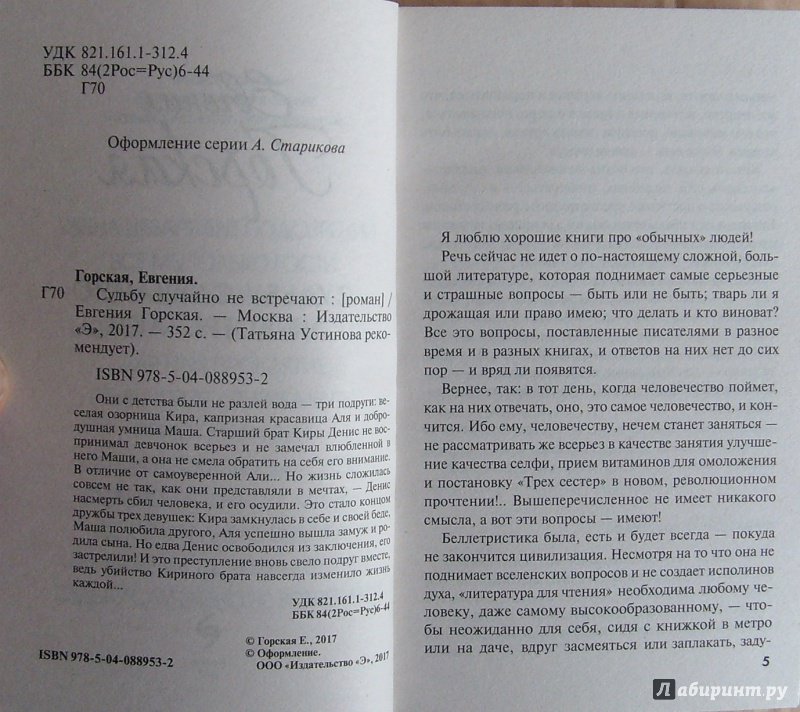 УДК 821.161.1-312.4
ББК 84(2Рос=Рус)6-44
Г70
Оформление серии А. Старикова
Горская, Евгения.
Г70 Судьбу случайно не встречают : [роман] /
Евгения Горская. — Москва : Издательство
«Э», 2017. — 352 с. — (Татьяна Устинова реко-
мендует).
ISBN 978-5-04-088953-2
Они с детства были не разлей вода — три подруги: ве-
селая озорница Кира, капризная красавица Аля и добро-
душная умница Маша. Старший брат Киры Денис не вос-
принимал девчонок всерьез и не замечал влюбленной в
него Маши, а она не смела обратить на себя его внимание.
В отличие от самоуверенной Али... Но жизнь сложилась
совсем не так, как они представляли в мечтах, — Денис
насмерть сбил человека, и его осудили. Это стало концом
дружбы трех девушек: Кира замкнулась в себе и своей беде,
Маша полюбила другого, Аля успешно вышла замуж и ро-
дила сына. Но едва Денис освободился из заключения, его
застрелили! И это преступление вновь свело подруг вместе,
ведь убийство Кириного брата навсегда изменило жизнь
каждой...
УДК 821.161.1-312.4
ББК 84(2Рос=Рус)6-44
© Горская Е., 2017
© Оформление.
ООО «Издательство «Э», 2017
ISBN 978-5-04-088953-2
Я люблю хорошие книги про «обычных» людей!
Речь сейчас не идет о по-настоящему сложной, боль-
шой литературе, которая поднимает самые серьезные
и страшные вопросы — быть или не быть; тварь ли я
дрожащая или право имею; что делать и кто виноват?
Все это вопросы, поставленные писателями в разное
время и в разных книгах, и ответов на них нет до сих
пор — и вряд ли появятся.
Вернее, так: в тот день, когда человечество поймет,
как на них отвечать, оно, это самое человечество, и кон-
чится. Ибо ему, человечеству, нечем станет заняться —
не рассматривать же всерьез в качестве занятия улучше-
ние качества селфи, прием витаминов для омоложения
и постановку «Трех сестер» в новом, революционном
прочтении!.. Вышеперечисленное не имеет никакого
смысла, а вот эти вопросы — имеют!
Беллетристика была, есть и будет всегда — покуда
не закончится цивилизация. Несмотря на то что она не
поднимает вселенских вопросов и не создает исполинов
духа, «литература для чтения» необходима любому че-
ловеку, даже самому высокообразованному, — что-
бы неожиданно для себя, сидя с книжкой в метро
или на даче, вдруг засмеяться или заплакать, заду-
5
Лабиринт.ру